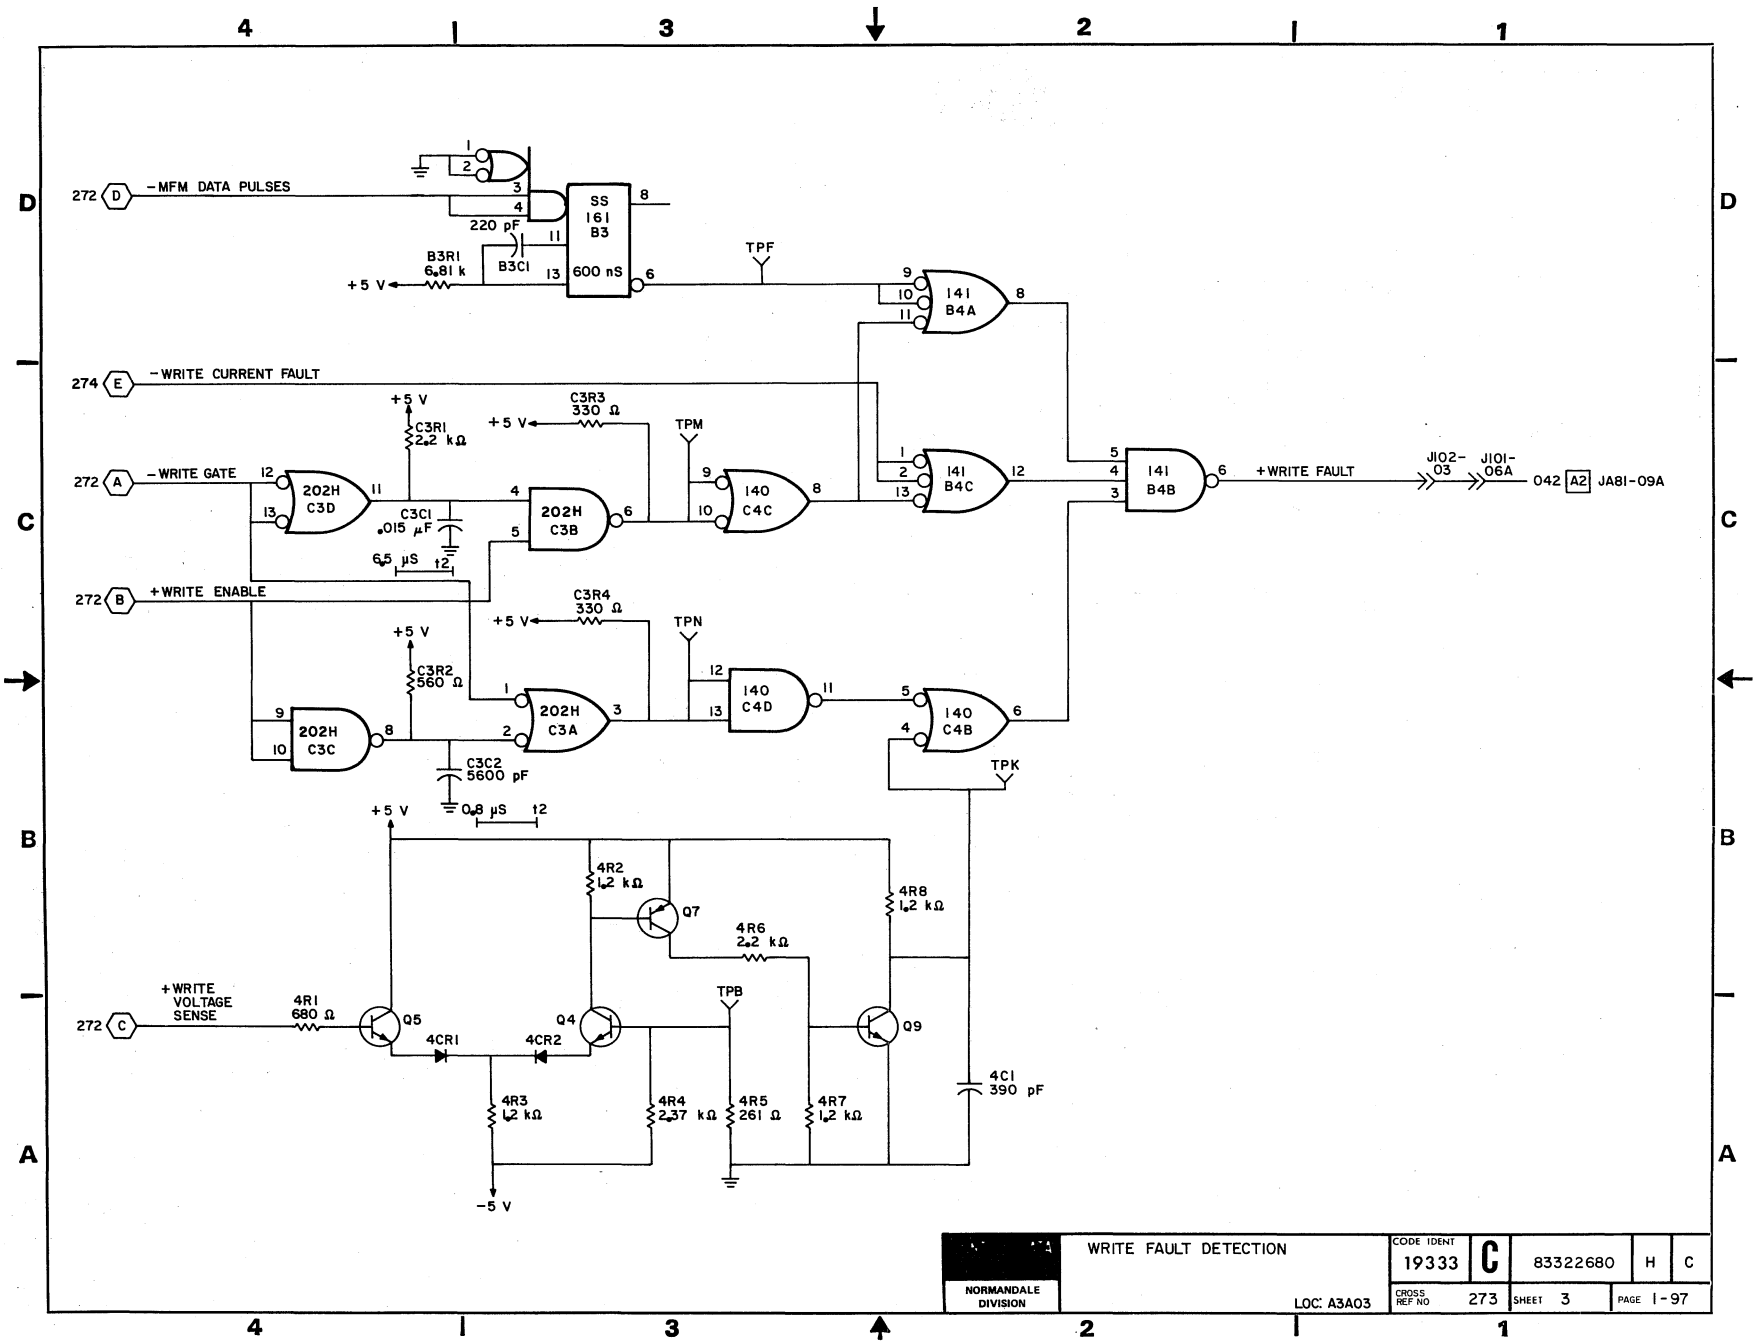 4 3 2 1
D
D
1
2
3
4
272 D -MFM DATA PULSES
SS
161
B3
600 nS
8
220 pF
11
B3C1
B3R1
6.81 k
+5 V
13
6
TPF
9
10
11
141
B4A
8
274 E -WRITE CURRENT FAULT
+5 V
C3R1
2.2 kΩ
C3R3
330 Ω
+5 V
TPM
272 A -WRITE GATE
12
13
202H
C3D
11
C3C1
.015 µF
6.5 µS t2
4
5
202H
C3B
6
9
10
140
C4C
8
1
2
13
141
B4C
12
5
4
3
141
B4B
6
+WRITE FAULT
J102-
03
J101-
06A
042 A2 JA81-09A
C
C
272 B +WRITE ENABLE
+5 V
C3R2
560 Ω
C3R4
330 Ω
+5 V
TPN
9
10
202H
C3C
8
C3C2
5600 pF
0.8 µS t2
1
2
202H
C3A
3
12
13
140
C4D
11
5
4
140
C4B
6
TPK
B
B
+5 V
4R2
1.2 kΩ
Q7
4R6
2.2 kΩ
4R8
1.2 kΩ
272 C +WRITE
VOLTAGE
SENSE
4R1
680 Ω
Q5
4CR1
4CR2
Q4
TPB
Q9
4R3
1.2 kΩ
4R4
2.37 kΩ
4R5
261 Ω
4R7
1.2 kΩ
4C1
390 pF
-5 V
A
A
NORMANDALE
DIVISION
WRITE FAULT DETECTION
LOC: A3A03
CODE IDENT
19333
C
83322680
H
C
CROSS
REF NO
273
SHEET 3
PAGE 1-97
4 3 2 1